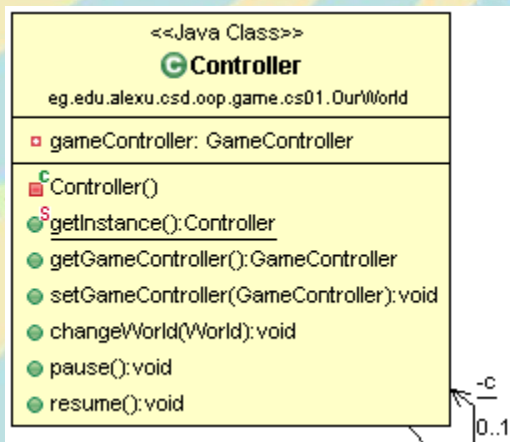 <<Java Class>>
C Controller
eg.edu.alexu.csd.oop.game.cs01.OurWorld
gameController: GameController
C Controller()
S getInstance():Controller
getGameController():GameController
setGameController(GameController):void
changeWorld(World):void
pause():void
resume():void
-c
0..1